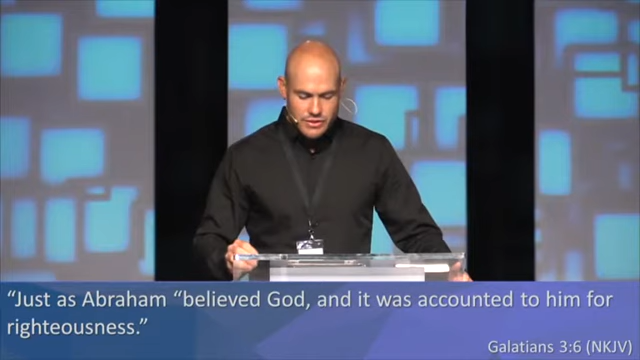 “Just as Abraham “believed God, and it was accounted to him for
righteousness.”
Galatians 3:6 (NKJV)